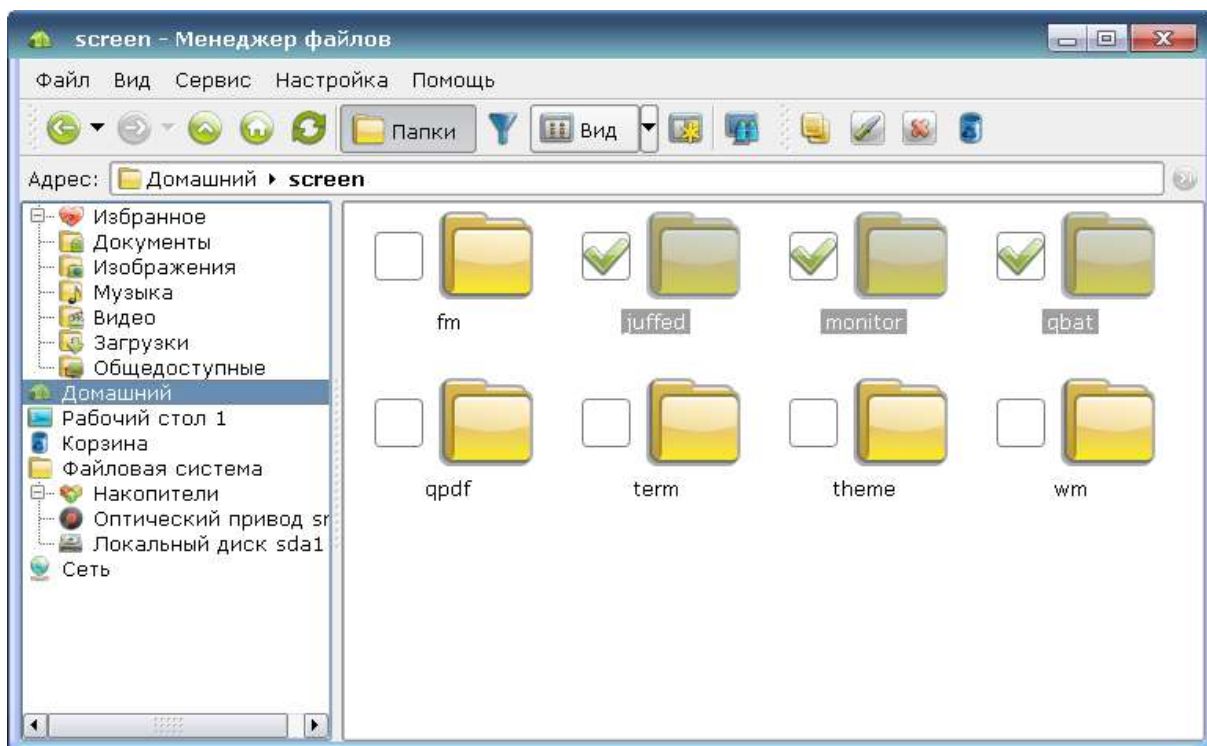 screen - Менеджер файлов
Файл Вид Сервис Настройка Помощь
Папки Вид
Адрес: Домашний screen
Избранное
Документы
Изображения
Музыка
Видео
Загрузки
Общедоступные
Домашний
Рабочий стол 1
Корзина
Файловая система
Накопители
Оптический привод sr
Локальный диск sda1
Сеть
fm juffed monitor qbat
qpdf term theme wm